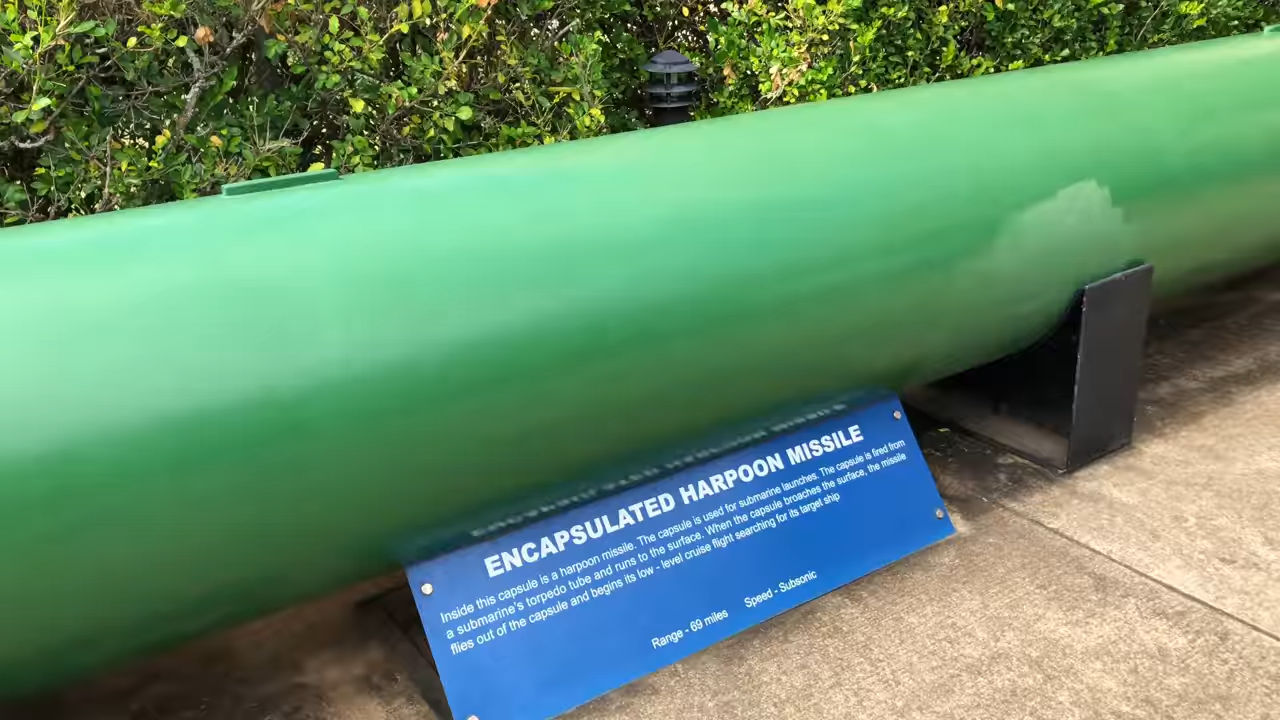 ENCAPSULATED HARPOON MISSILE
Inside this capsule is a harpoon missile. The capsule is used for submarine launches. The capsule is fired from
a submarine's torpedo tube and runs to the surface. When the capsule broaches the surface, the missile
flies out of the capsule and begins its low - level cruise flight searching for its target ship
Range - 69 miles Speed - Subsonic